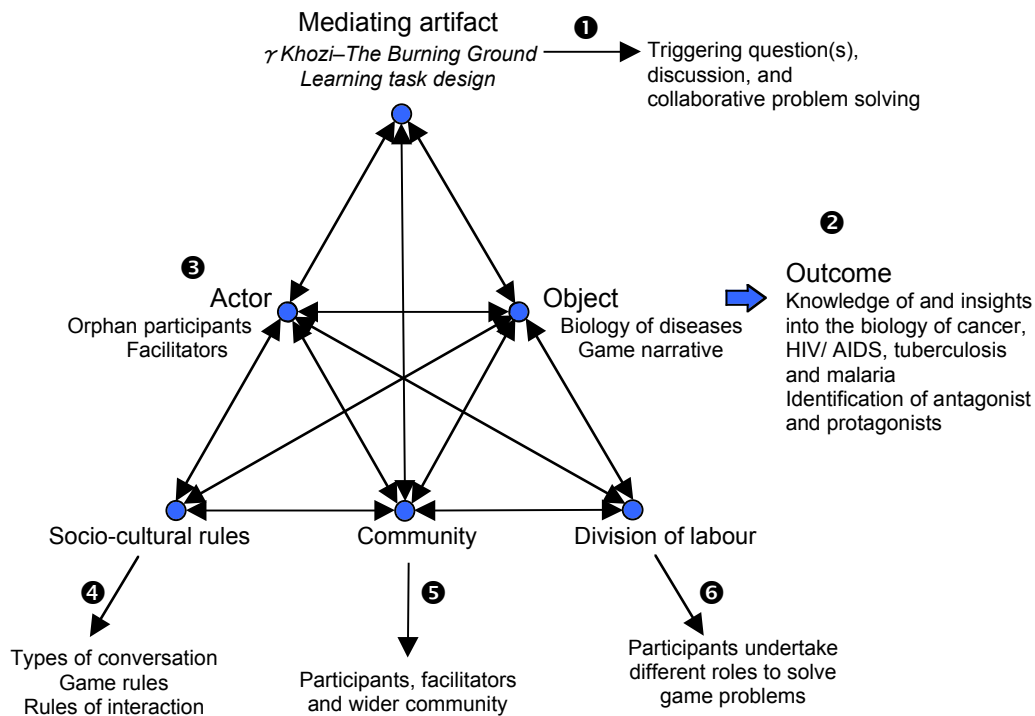 Mediating artifact
γ Khozi–The Burning Ground
Learning task design
❶
Triggering question(s),
discussion, and
collaborative problem solving
❷
Outcome
Knowledge of and insights
into the biology of cancer,
HIV/ AIDS, tuberculosis
and malaria
Identification of antagonist
and protagonists
❸
Actor
Orphan participants
Facilitators
Object
Biology of diseases
Game narrative
Socio-cultural rules
Community
Division of labour
❹
Types of conversation
Game rules
Rules of interaction
❺
Participants, facilitators
and wider community
❻
Participants undertake
different roles to solve
game problems